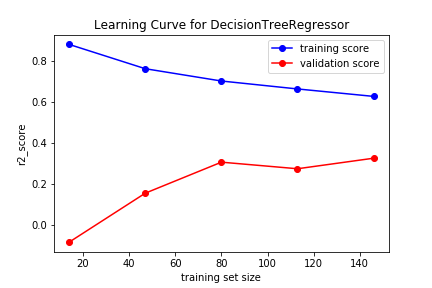 Learning Curve for DecisionTreeRegressor
training score
validation score
0.8
0.6
0.4
0.2
0.0
r2_score
20
40
60
80
100
120
140
training set size